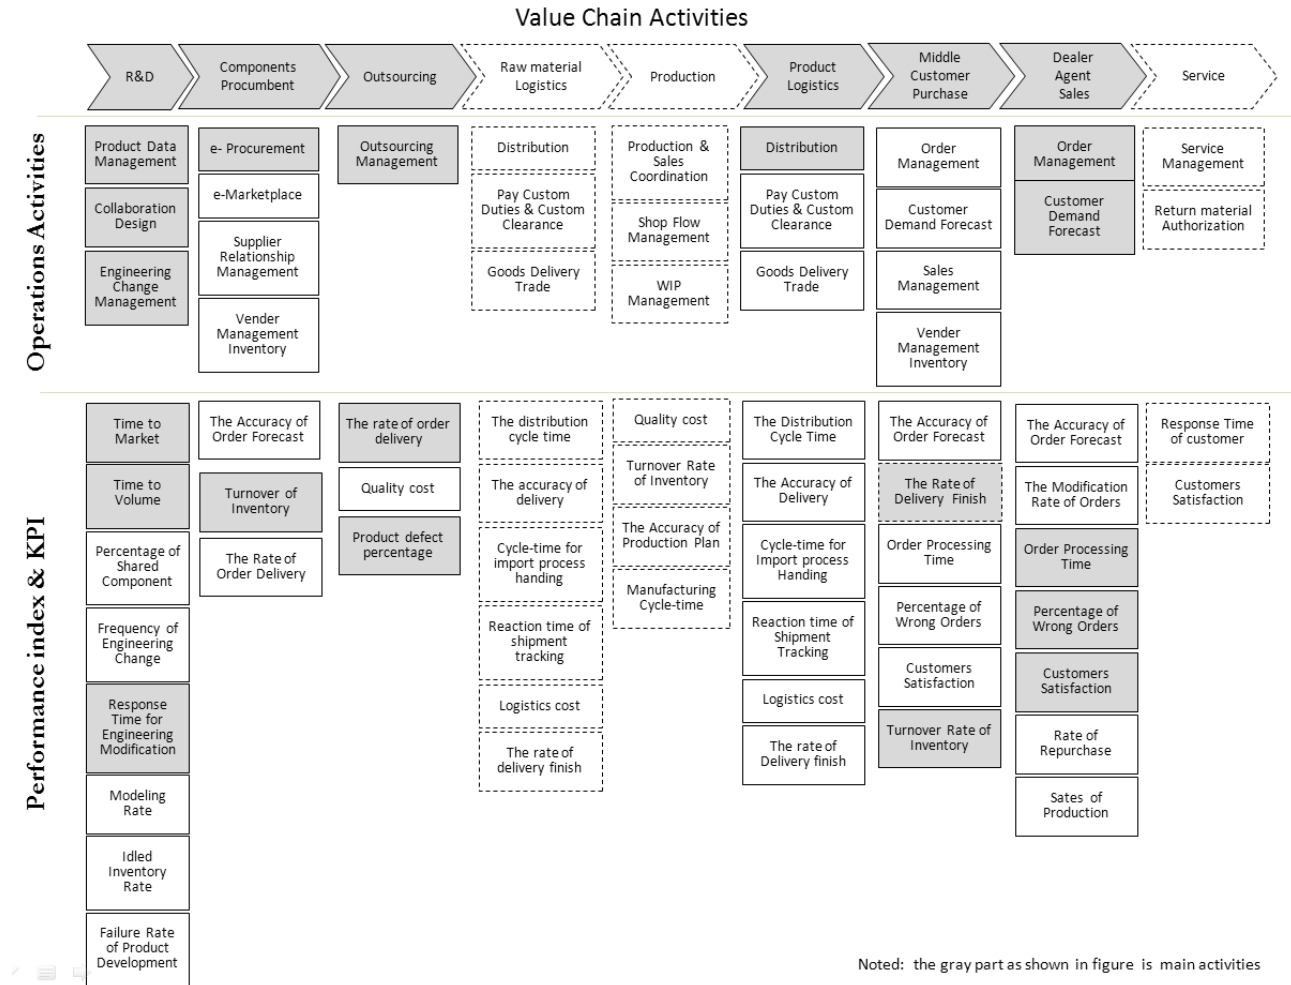 Value Chain Activities
R&D
Components
Procumbent
Outsourcing
Raw material
Logistics
Production
Product
Logistics
Middle
Customer
Purchase
Dealer
Agent
Sales
Service
Operations Activities
Product Data
Management
Collaboration
Design
Engineering
Change
Management
e- Procurement
e-Marketplace
Supplier
Relationship
Management
Vender
Management
Inventory
Outsourcing
Management
Distribution
Pay Custom
Duties & Custom
Clearance
Goods Delivery
Trade
Production &
Sales
Coordination
Shop Flow
Management
WIP
Management
Distribution
Pay Custom
Duties & Custom
Clearance
Goods Delivery
Trade
Order
Management
Customer
Demand Forecast
Sales
Management
Vender
Management
Inventory
Order
Management
Customer
Demand
Forecast
Service
Management
Return material
Authorization
Performance index & KPI
Time to
Market
Time to
Volume
Percentage of
Shared
Component
Frequency of
Engineering
Change
Response
Time for
Engineering
Modification
Modeling
Rate
Idled
Inventory
Rate
Failure Rate
of Product
Development
The Accuracy of
Order Forecast
Turnover of
Inventory
The Rate of
Order Delivery
The rate of order
delivery
Quality cost
Product defect
percentage
The distribution
cycle time
The accuracy of
delivery
Cycle-time for
import process
handing
Reaction time of
shipment
tracking
Logistics cost
The rate of
delivery finish
Quality cost
Turnover Rate
of Inventory
The Accuracy of
Production Plan
Manufacturing
Cycle-time
The Distribution
Cycle Time
The Accuracy of
Delivery
Cycle-time for
Import process
Handing
Reaction time of
Shipment
Tracking
Logistics cost
The rate of
Delivery finish
The Accuracy of
Order Forecast
The Rate of
Delivery Finish
Order Processing
Time
Percentage of
Wrong Orders
Customers
Satisfaction
Turnover Rate of
Inventory
The Accuracy of
Order Forecast
The Modification
Rate of Orders
Order Processing
Time
Percentage of
Wrong Orders
Customers
Satisfaction
Rate of
Repurchase
Sates of
Production
Response Time
of customer
Customers
Satisfaction
Noted: the gray part as shown in figure is main activities